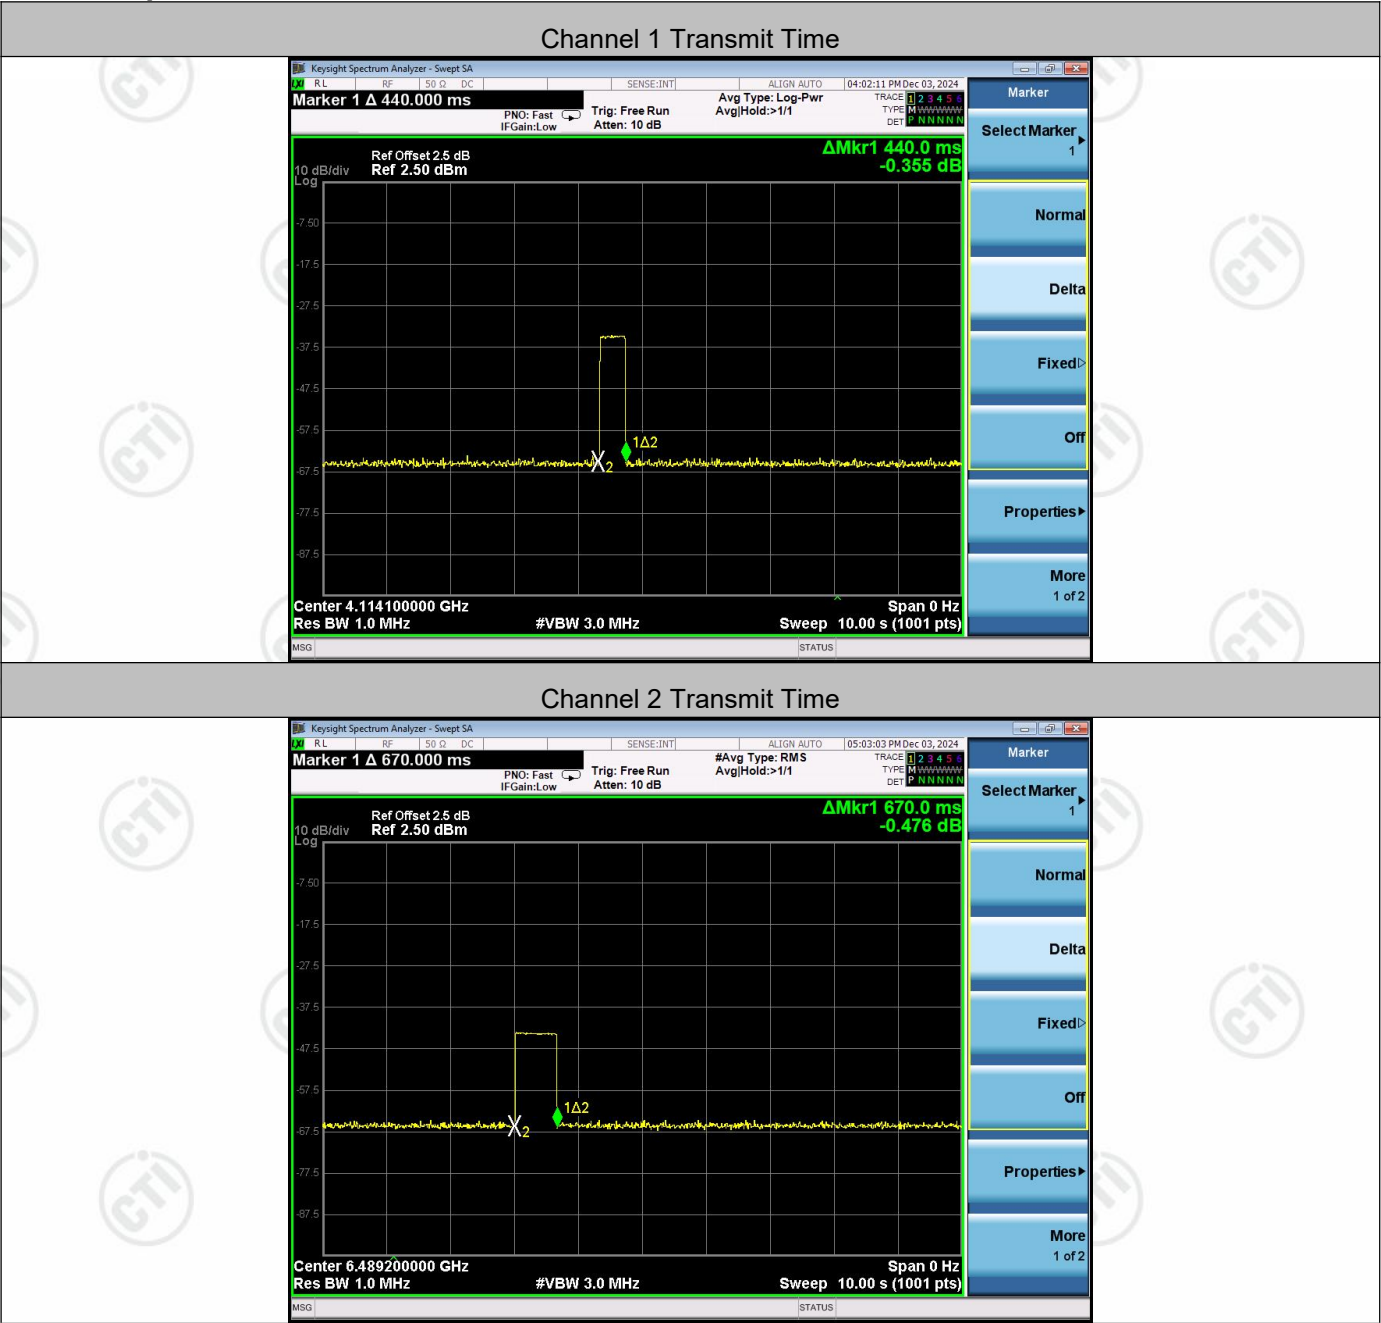 Channel 1 Transmit Time
Keysight Spectrum Analyzer - Swept SA
LXI RL RF 50 Ω DC SENSE:INT ALIGN AUTO 04:02:11 PM Dec 03, 2024
Marker 1 Δ 440.000 ms
PNO: Fast
IFGain:Low
Trig: Free Run
Atten: 10 dB
Avg Type: Log-Pwr
Avg|Hold:>1/1
TRACE 1 2 3 4 5 6
TYPE M WWWWW
DET P N N N N N
Ref Offset 2.5 dB
10 dB/div Ref 2.50 dBm
Log
ΔMkr1 440.0 ms
-0.355 dB
-7.50
-17.5
-27.5
-37.5
-47.5
-57.5
-67.5
-77.5
-87.5
1Δ2
X2
Center 4.114100000 GHz Span 0 Hz
Res BW 1.0 MHz #VBW 3.0 MHz Sweep 10.00 s (1001 pts)
MSG STATUS
Marker
Select Marker
1
Normal
Delta
Fixed
Off
Properties
More
1 of 2
Channel 2 Transmit Time
Keysight Spectrum Analyzer - Swept SA
LXI RL RF 50 Ω DC SENSE:INT ALIGN AUTO 05:03:03 PM Dec 03, 2024
Marker 1 Δ 670.000 ms
PNO: Fast
IFGain:Low
Trig: Free Run
Atten: 10 dB
#Avg Type: RMS
Avg|Hold:>1/1
TRACE 1 2 3 4 5 6
TYPE M WWWWW
DET P N N N N N
Ref Offset 2.5 dB
10 dB/div Ref 2.50 dBm
Log
ΔMkr1 670.0 ms
-0.476 dB
-7.50
-17.5
-27.5
-37.5
-47.5
-57.5
-67.5
-77.5
-87.5
1Δ2
X2
Center 6.489200000 GHz Span 0 Hz
Res BW 1.0 MHz #VBW 3.0 MHz Sweep 10.00 s (1001 pts)
MSG STATUS
Marker
Select Marker
1
Normal
Delta
Fixed
Off
Properties
More
1 of 2
CTI
CTI
CTI
CTI
CTI
CTI
CTI